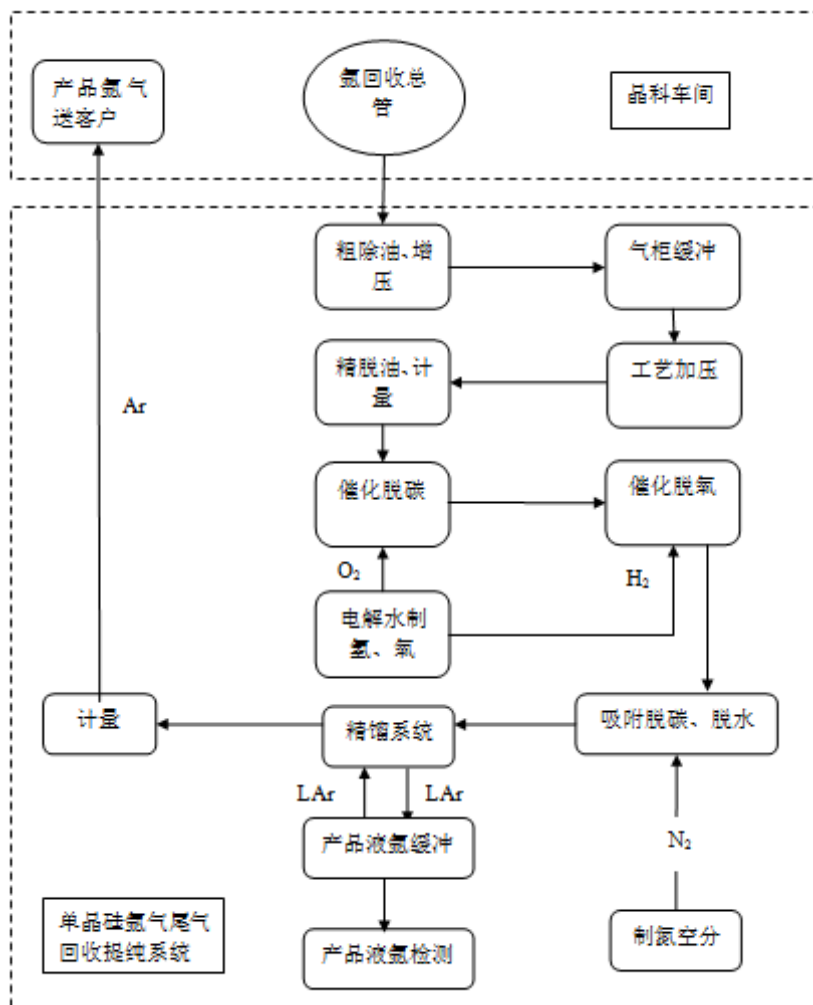 产品氩气
送客户
氩回收总
管
晶科车间
粗除油、增
压
气柜缓冲
精脱油、计
量
工艺加压
Ar
催化脱碳
催化脱氧
O₂
H₂
电解水制
氢、氧
计量
精馏系统
吸附脱碳、脱水
LAr
LAr
产品液氩缓冲
N₂
单晶硅氩气尾气
回收提纯系统
产品液氩检测
制氮空分